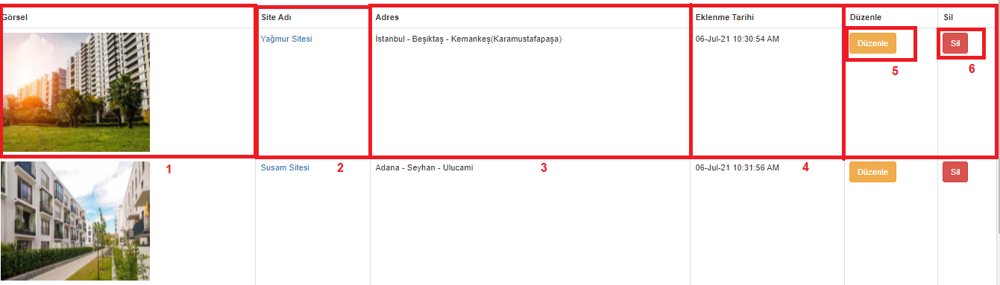 Görsel Site Adı Adres Eklenme Tarihi Düzenle Sil
Yağmur Sitesi İstanbul - Beşiktaş - Kemankeş(Karamustafapaşa) 06-Jul-21 10:30:54 AM Düzenle Sil
5 6
1 2 3 4
Susam Sitesi Adana - Seyhan - Ulucami 06-Jul-21 10:31:56 AM Düzenle Sil